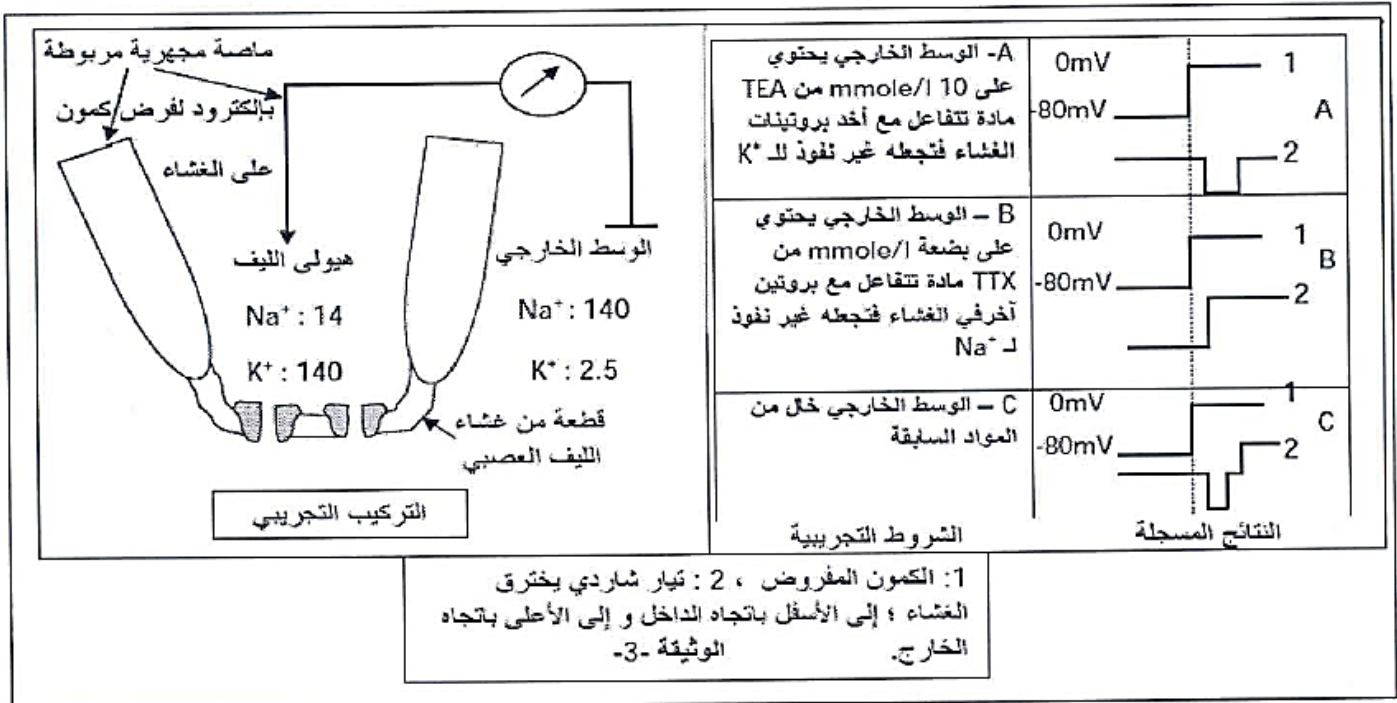 ماصة مجهرية مربوطة
بإلكترود لفرض كمون
على الغشاء
هيولى الليف
Na⁺ : 14
K⁺ : 140
الوسط الخارجي
Na⁺ : 140
K⁺ : 2.5
قطعة من غشاء
الليف العصبي
التركيب التجريبي
A- الوسط الخارجي يحتوي
على 10 mmole/l من TEA
مادة تتفاعل مع أخد بروتينات
الغشاء فتجعله غير نفوذ للـ K⁺
0mV
-80mV
1
2
A
B – الوسط الخارجي يحتوي
على بضعة mmole/l من
TTX مادة تتفاعل مع بروتين
آخرفي الغشاء فتجعله غير نفوذ
لـ Na⁺
0mV
-80mV
1
2
B
C – الوسط الخارجي خال من
المواد السابقة
0mV
-80mV
1
2
C
الشروط التجريبية
النتائج المسجلة
1: الكمون المفروض ، 2 : تيار شاردي يخترق
الغشاء ؛ إلى الأسفل باتجاه الداخل و إلى الأعلى باتجاه
الخارج. الوثيقة -3-